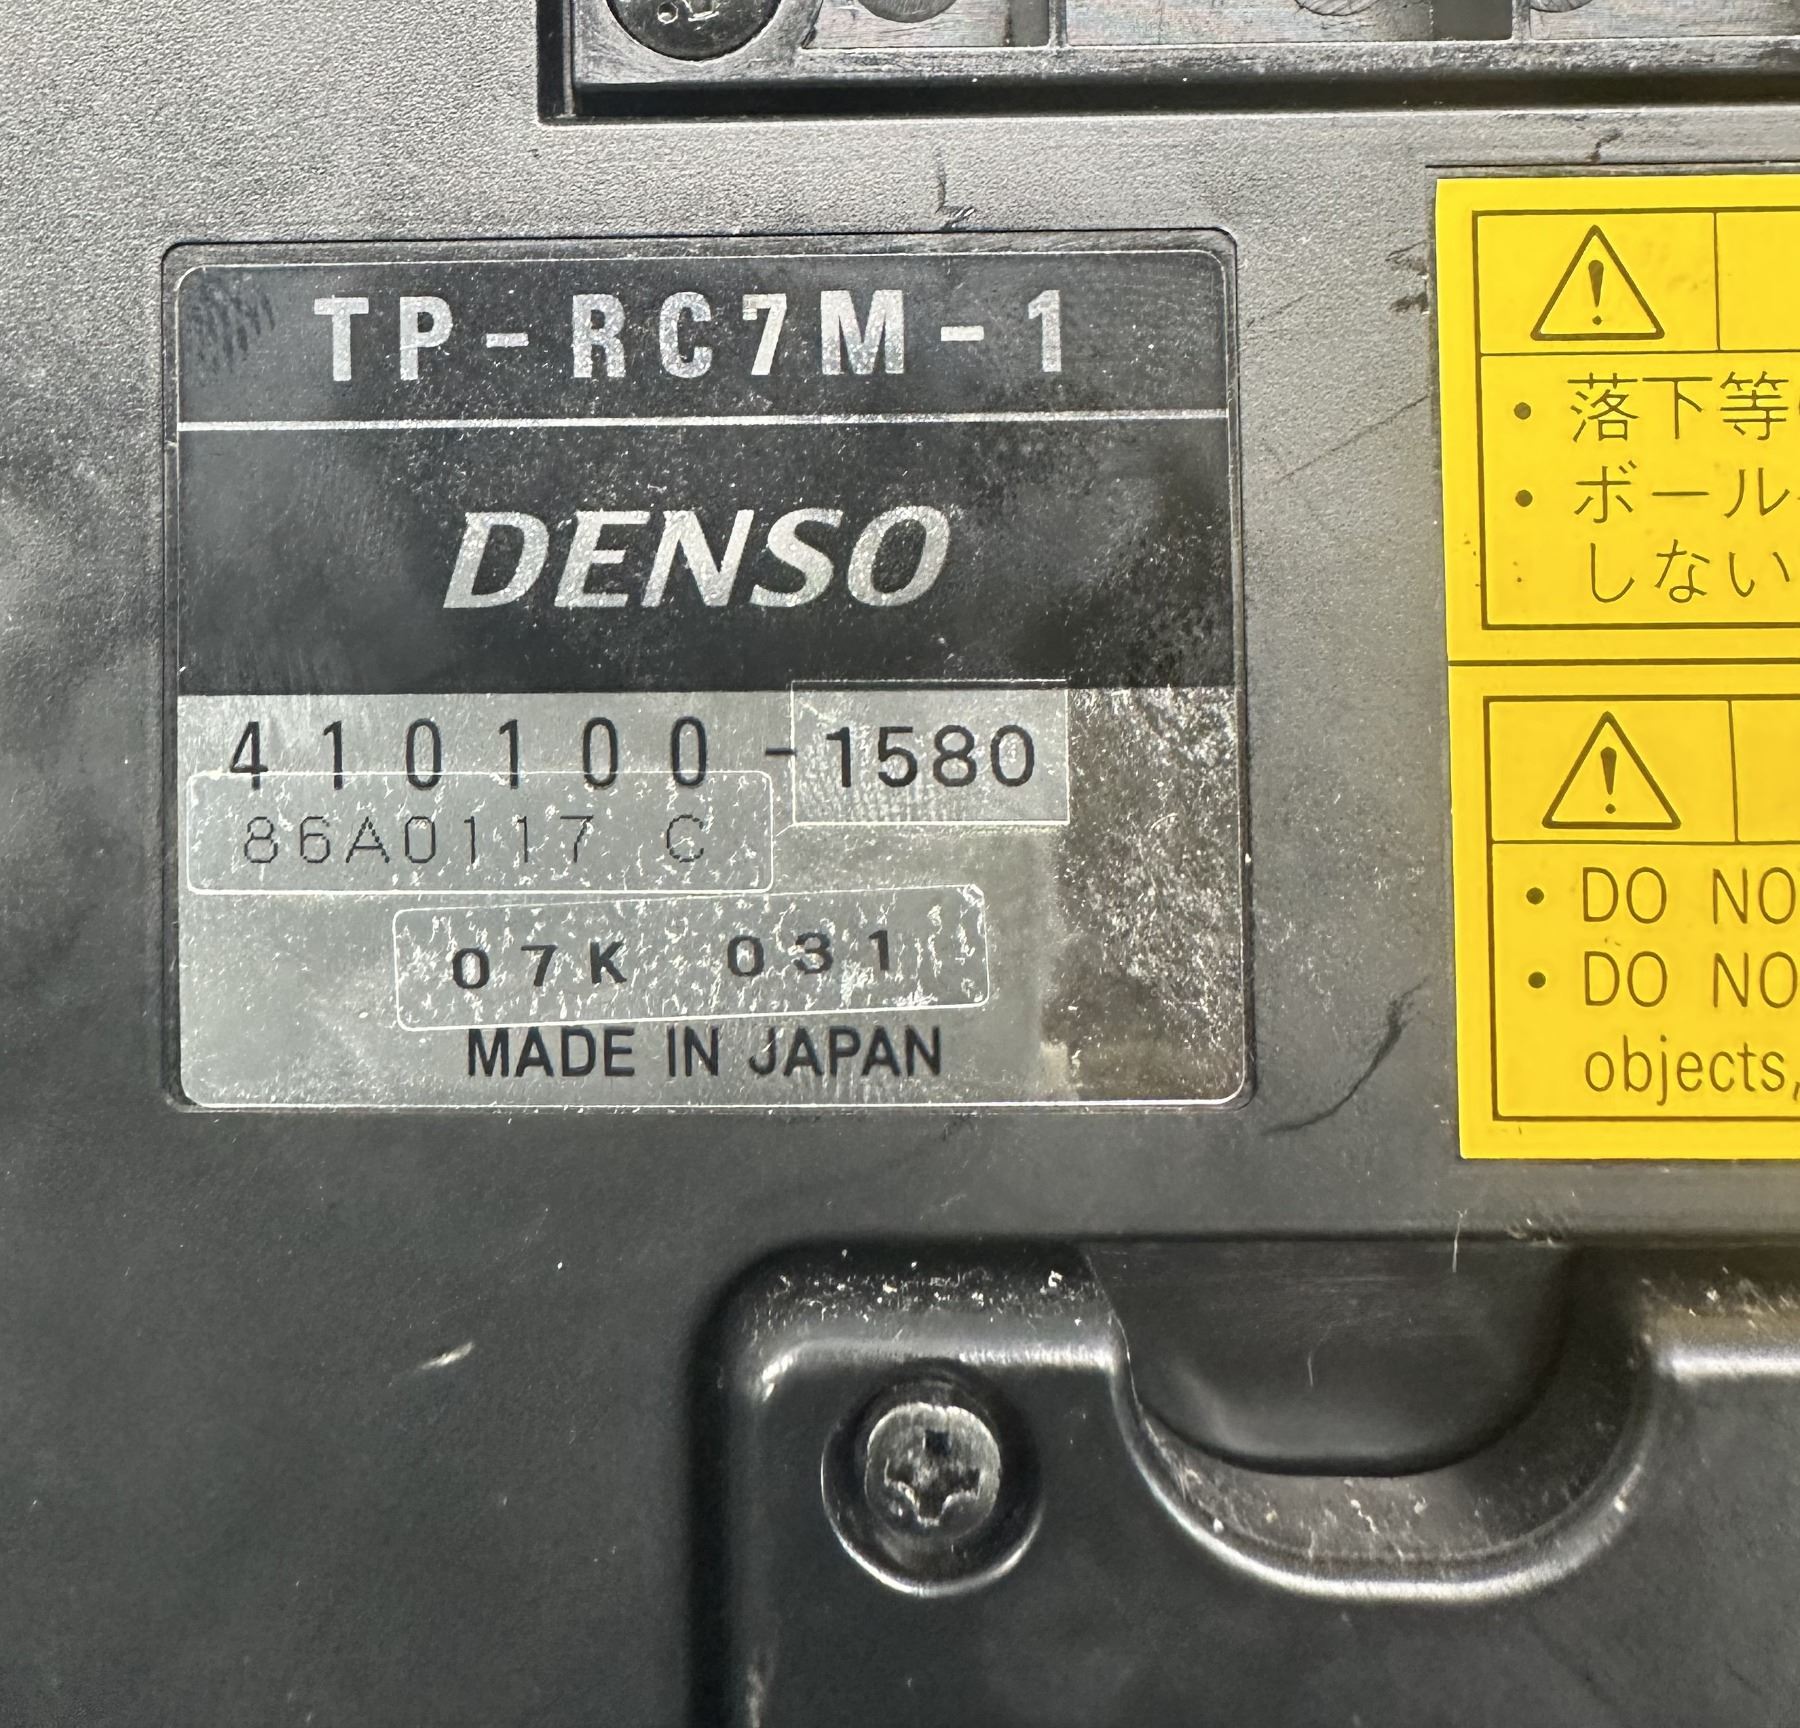 TP-RC7M-1
DENSO
410100-1580
86A0117 C
07K 031
MADE IN JAPAN
落下等
・ボール
しない
• DO NO
• DO NO
objects,